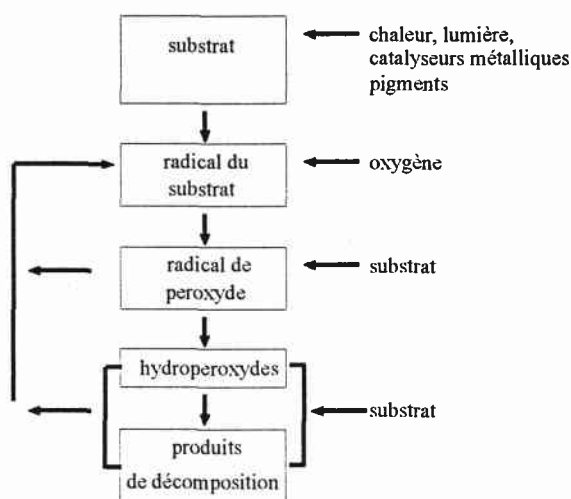 substrat
chaleur, lumière,
catalyseurs métalliques
pigments
radical du
substrat
oxygène
radical de
peroxyde
substrat
hydroperoxydes
substrat
produits
de décomposition